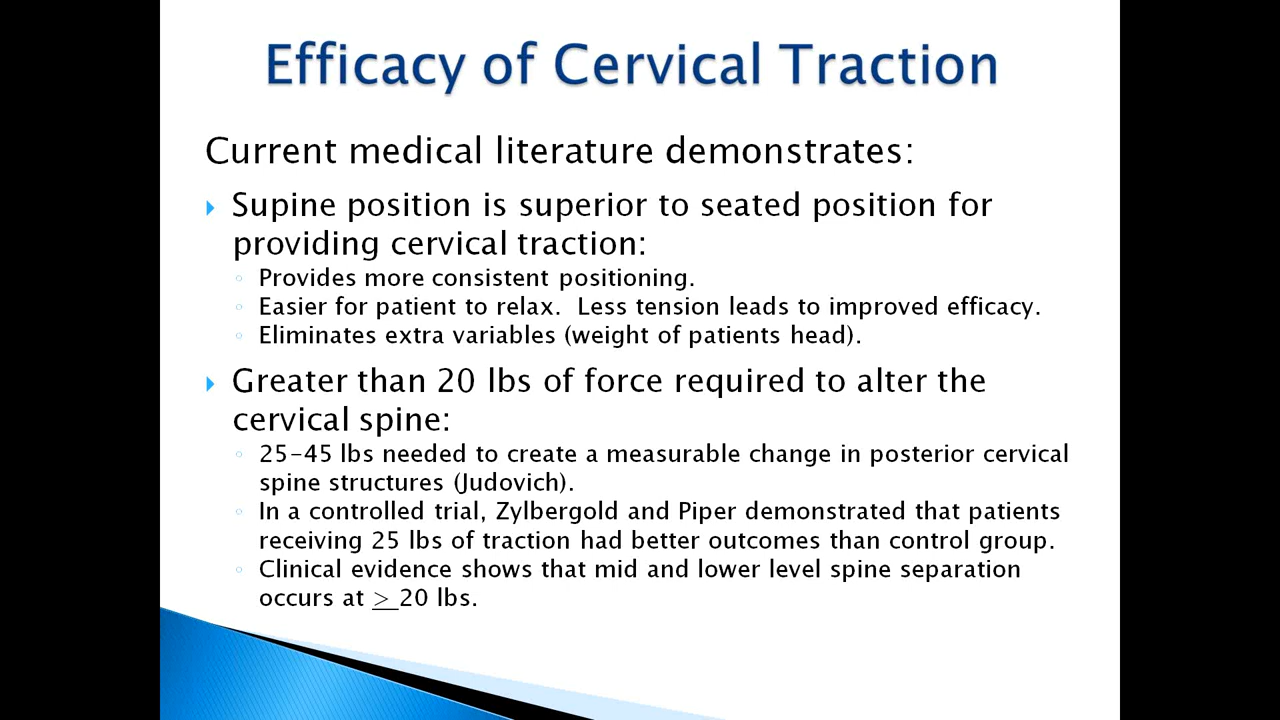 Efficacy of Cervical Traction
Current medical literature demonstrates:
Supine position is superior to seated position for
providing cervical traction:
Provides more consistent positioning.
Easier for patient to relax.  Less tension leads to improved efficacy.
Eliminates extra variables (weight of patients head).
Greater than 20 lbs of force required to alter the
cervical spine:
25-45 lbs needed to create a measurable change in posterior cervical
spine structures (Judovich).
In a controlled trial, Zylbergold and Piper demonstrated that patients
receiving 25 lbs of traction had better outcomes than control group.
Clinical evidence shows that mid and lower level spine separation
occurs at > 20 lbs.